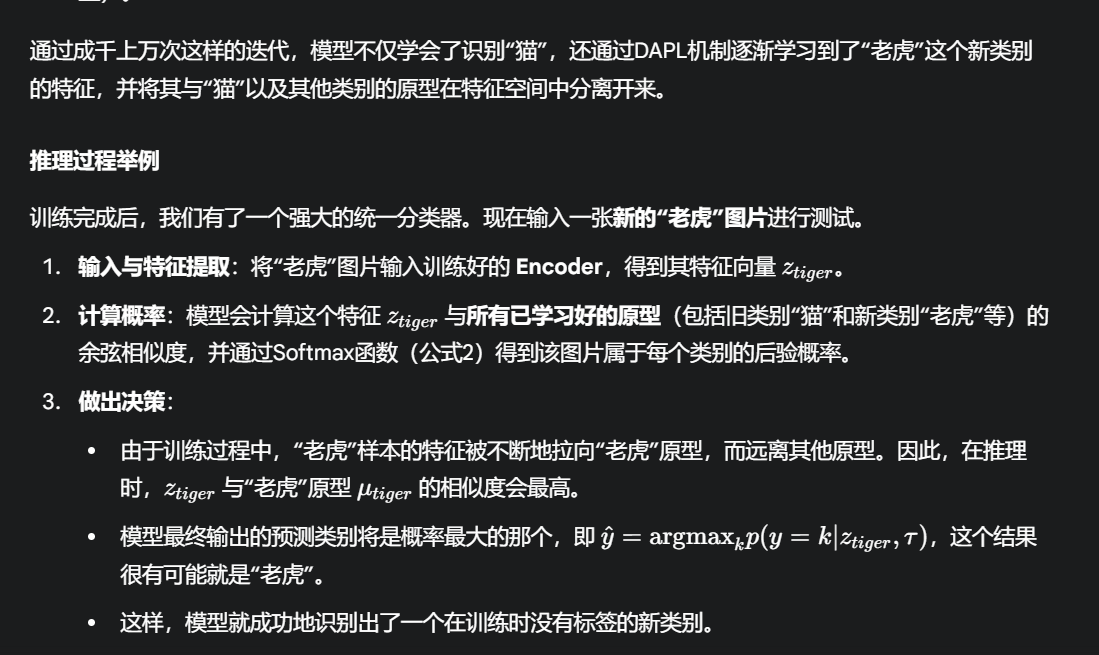 通过成千上万次这样的迭代，模型不仅学会了识别“猫”，还通过DAPL机制逐渐学习到了“老虎”这个新类别
的特征，并将其与“猫”以及其他类别的原型在特征空间中分离开来。
推理过程举例
训练完成后，我们有了一个强大的统一分类器。现在输入一张新的“老虎”图片进行测试。
1. 输入与特征提取：将“老虎”图片输入训练好的 Encoder，得到其特征向量 z_{tiger}。
2. 计算概率：模型会计算这个特征 z_{tiger} 与所有已学习好的原型（包括旧类别“猫”和新类别“老虎”等）的
余弦相似度，并通过Softmax函数（公式2）得到该图片属于每个类别的后验概率。
3. 做出决策：
• 由于训练过程中，“老虎”样本的特征被不断地拉向“老虎”原型，而远离其他原型。因此，在推理
时，z_{tiger} 与“老虎”原型 μ_{tiger} 的相似度会最高。
• 模型最终输出的预测类别将是概率最大的那个，即 ŷ = argmax_k p(y = k|z_{tiger}, τ)，这个结果
很有可能就是“老虎”。
• 这样，模型就成功地识别出了一个在训练时没有标签的新类别。